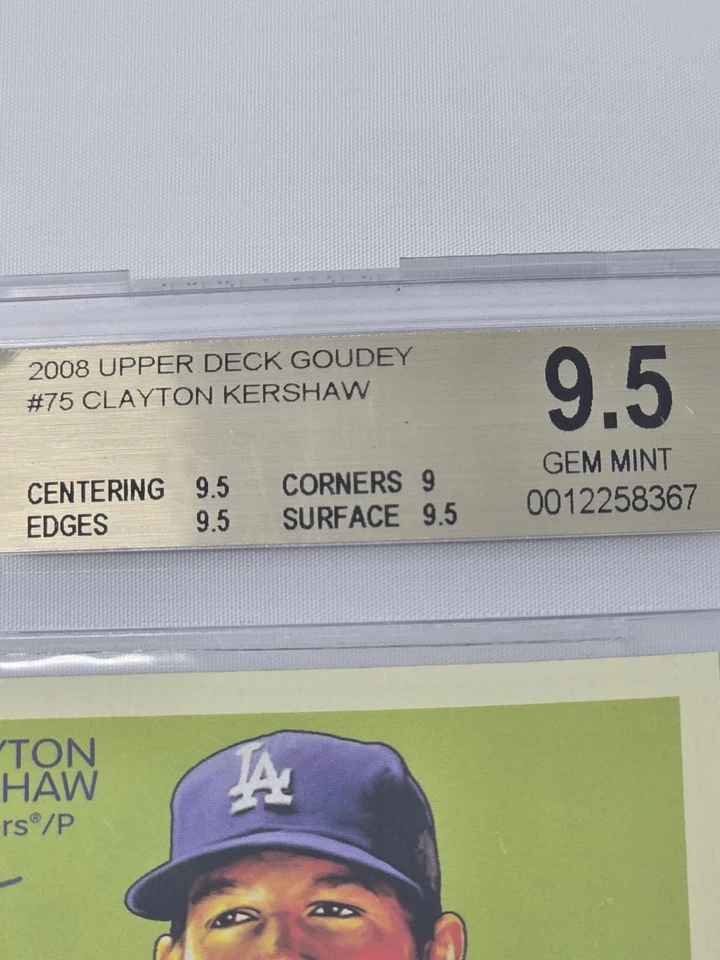 2008 UPPER DECK GOUDEY
#75 CLAYTON KERSHAW
9.5
GEM MINT
0012258367
CENTERING 9.5 CORNERS 9
EDGES 9.5 SURFACE 9.5
YTON
HAW
rs®/P
LA